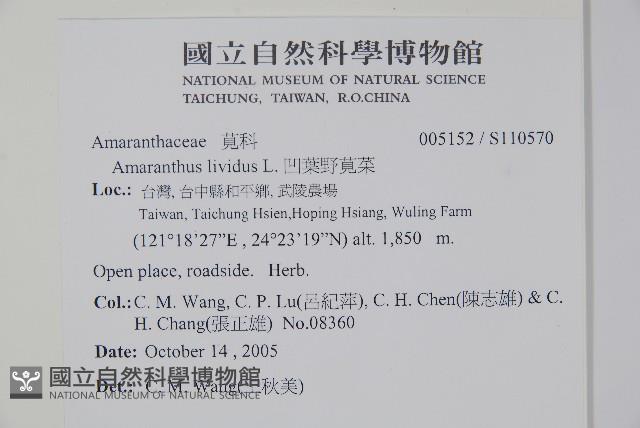 國立自然科學博物館
NATIONAL MUSEUM OF NATURAL SCIENCE
TAICHUNG, TAIWAN, R.O.CHINA
Amaranthaceae 莧科 005152 / S110570
Amaranthus lividus L. 凹葉野莧菜
Loc.: 台灣, 台中縣和平鄉, 武陵農場
Taiwan, Taichung Hsien,Hoping Hsiang, Wuling Farm
(121°18'27"E , 24°23'19"N) alt. 1,850 m.
Open place, roadside. Herb.
Col.: C. M. Wang, C. P. Lu(呂紀萍), C. H. Chen(陳志雄) & C.
H. Chang(張正雄) No.08360
Date: October 14 , 2005
Det.: C. M. Wang(王秋美)
國立自然科學博物館
NATIONAL MUSEUM OF NATURAL SCIENCE